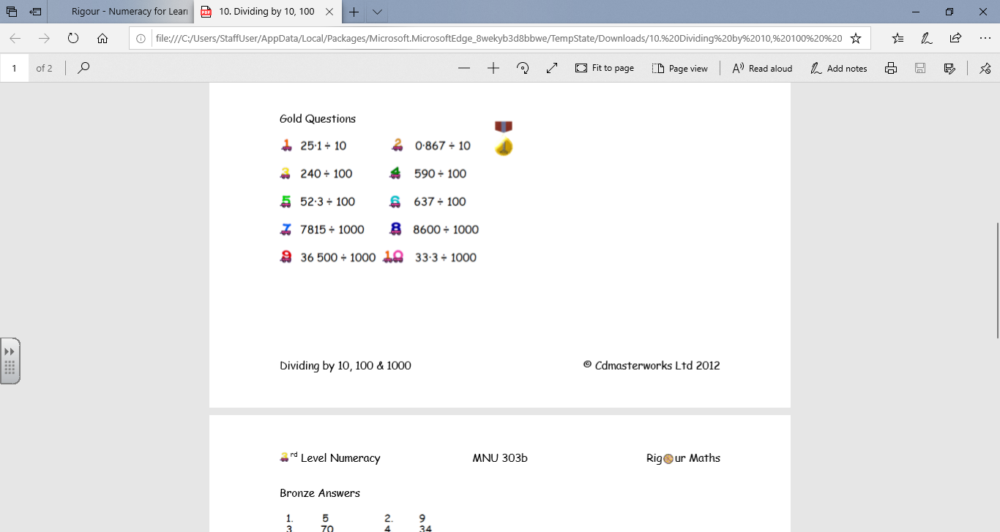 Rigour - Numeracy for Lear
10. Dividing by 10, 100
file:///C:/Users/StaffUser/AppData/Local/Packages/Microsoft.MicrosoftEdge_8wekyb3d8bbwe/TempState/Downloads/10.%20Dividing%20by%2010,%20100%20%20
1 of 2
Fit to page
Page view
Read aloud
Add notes
Gold Questions
1 25·1 ÷ 10 2 0·867 ÷ 10
3 240 ÷ 100 4 590 ÷ 100
5 52·3 ÷ 100 6 637 ÷ 100
7 7815 ÷ 1000 8 8600 ÷ 1000
9 36 500 ÷ 1000 10 33·3 ÷ 1000
Dividing by 10, 100 & 1000 © Cdmasterworks Ltd 2012
3rd Level Numeracy MNU 303b Rigour Maths
Bronze Answers
1. 5 2. 9
3 70 4 34